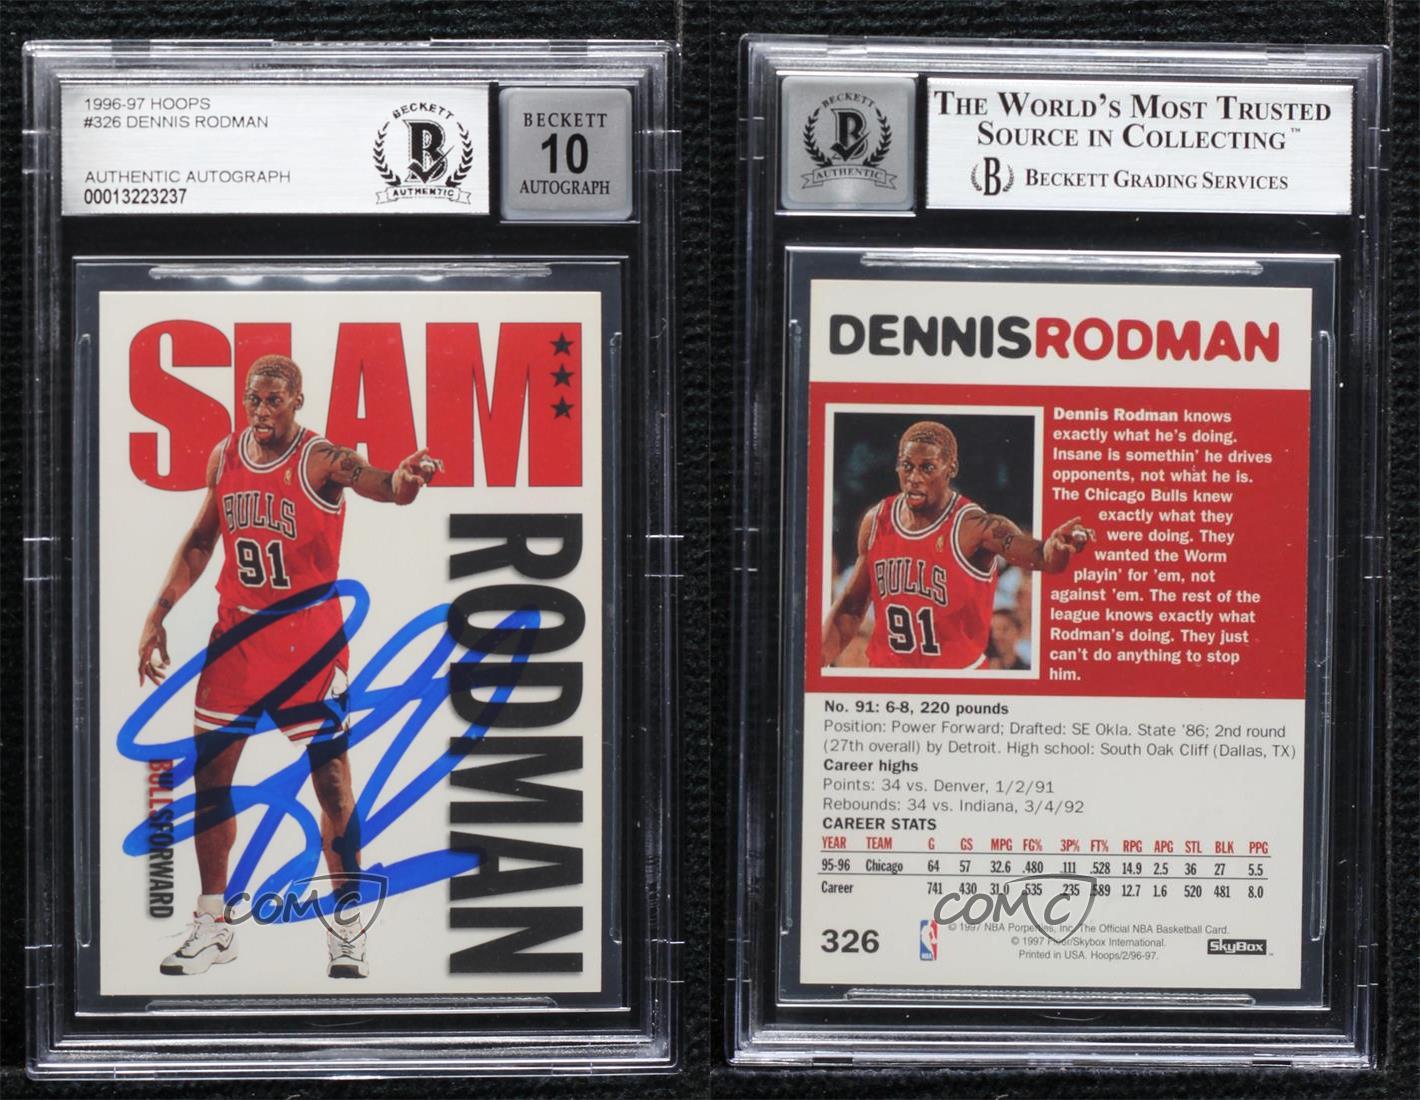 1996-97 HOOPS
#326 DENNIS RODMAN
AUTHENTIC AUTOGRAPH
00013223237
BECKETT
B
AUTHENTIC
BECKETT
10
AUTOGRAPH
SLAM
BULLS
91
RODMAN
BULLSFORWARD
COMC
BECKETT
B
AUTHENTIC
THE WORLD'S MOST TRUSTED
SOURCE IN COLLECTING™
B BECKETT GRADING SERVICES
DENNISRODMAN
BULLS
91
Dennis Rodman knows
exactly what he's doing.
Insane is somethin' he drives
opponents, not what he is.
The Chicago Bulls knew
exactly what they
were doing. They
wanted the Worm
playin' for 'em, not
against 'em. The rest of the
league knows exactly what
Rodman's doing. They just
can't do anything to stop
him.
No. 91: 6-8, 220 pounds
Position: Power Forward; Drafted: SE Okla. State '86; 2nd round
(27th overall) by Detroit. High school: South Oak Cliff (Dallas, TX)
Career highs
Points: 34 vs. Denver, 1/2/91
Rebounds: 34 vs. Indiana, 3/4/92
CAREER STATS
YEAR TEAM G GS MPG FG% 3P% FT% RPG APG STL BLK PPG
95-96 Chicago 64 57 32.6 .480 .111 .528 14.9 2.5 36 27 5.5
Career 741 430 31.0 .535 .235 .589 12.7 1.6 520 481 8.0
COMC
326
NBA
© 1997 NBA Properties, Inc. The Official NBA Basketball Card.
© 1997 Fleer/Skybox International.
Printed in USA. Hoops/2/96-97.
SkyBox™